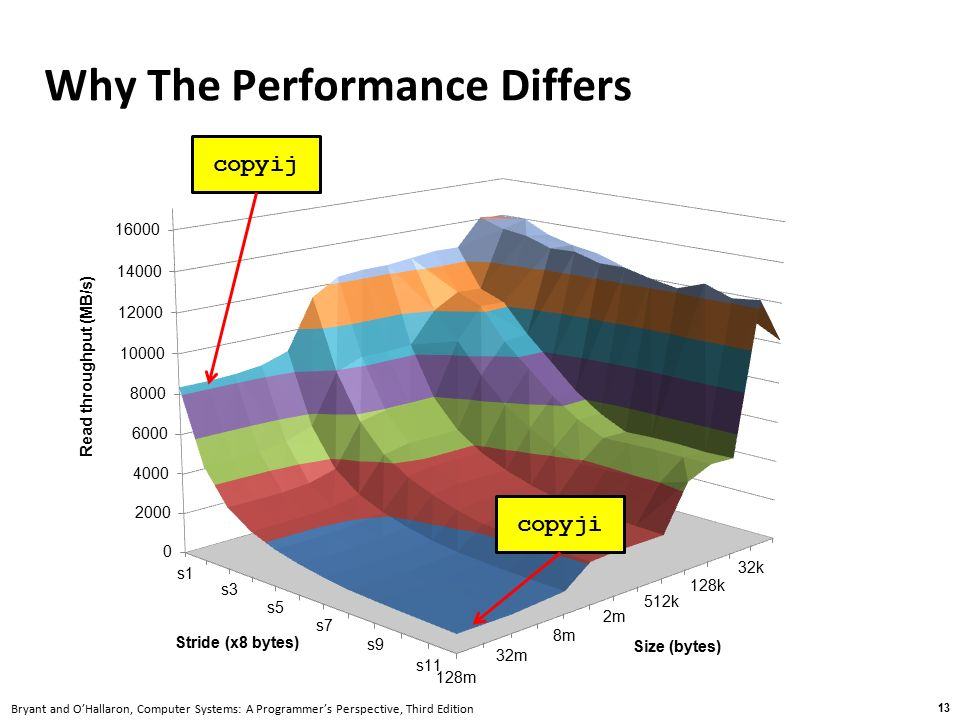 Why The Performance Differs
copyij
16000
14000
12000
10000
8000
6000
4000
2000
0
Read throughput (MB/s)
copyji
s1
s3
s5
s7
s9
s11
Stride (x8 bytes)
128m
32m
8m
2m
512k
128k
32k
Size (bytes)
Bryant and O’Hallaron, Computer Systems: A Programmer’s Perspective, Third Edition
13